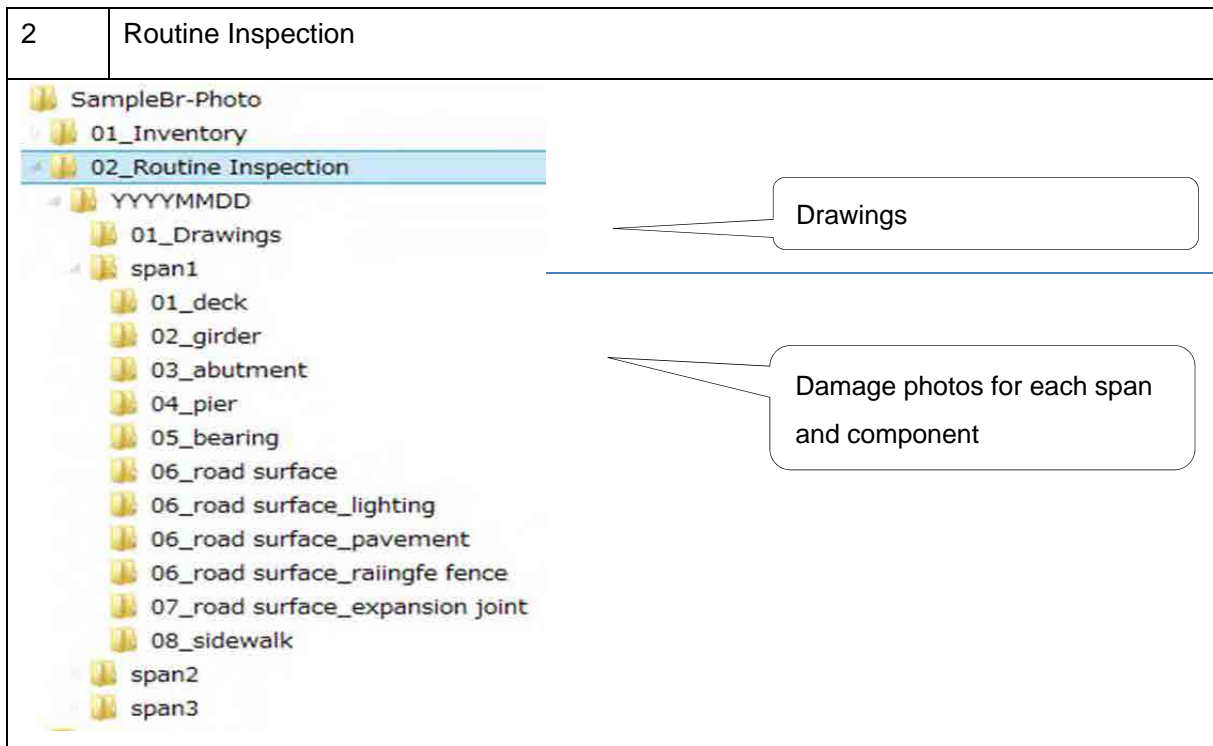 2 Routine Inspection
SampleBr-Photo
01_Inventory
02_Routine Inspection
YYYYMMDD
01_Drawings
span1
01_deck
02_girder
03_abutment
04_pier
05_bearing
06_road surface
06_road surface_lighting
06_road surface_pavement
06_road surface_raiingfe fence
07_road surface_expansion joint
08_sidewalk
span2
span3
Drawings
Damage photos for each span
and component